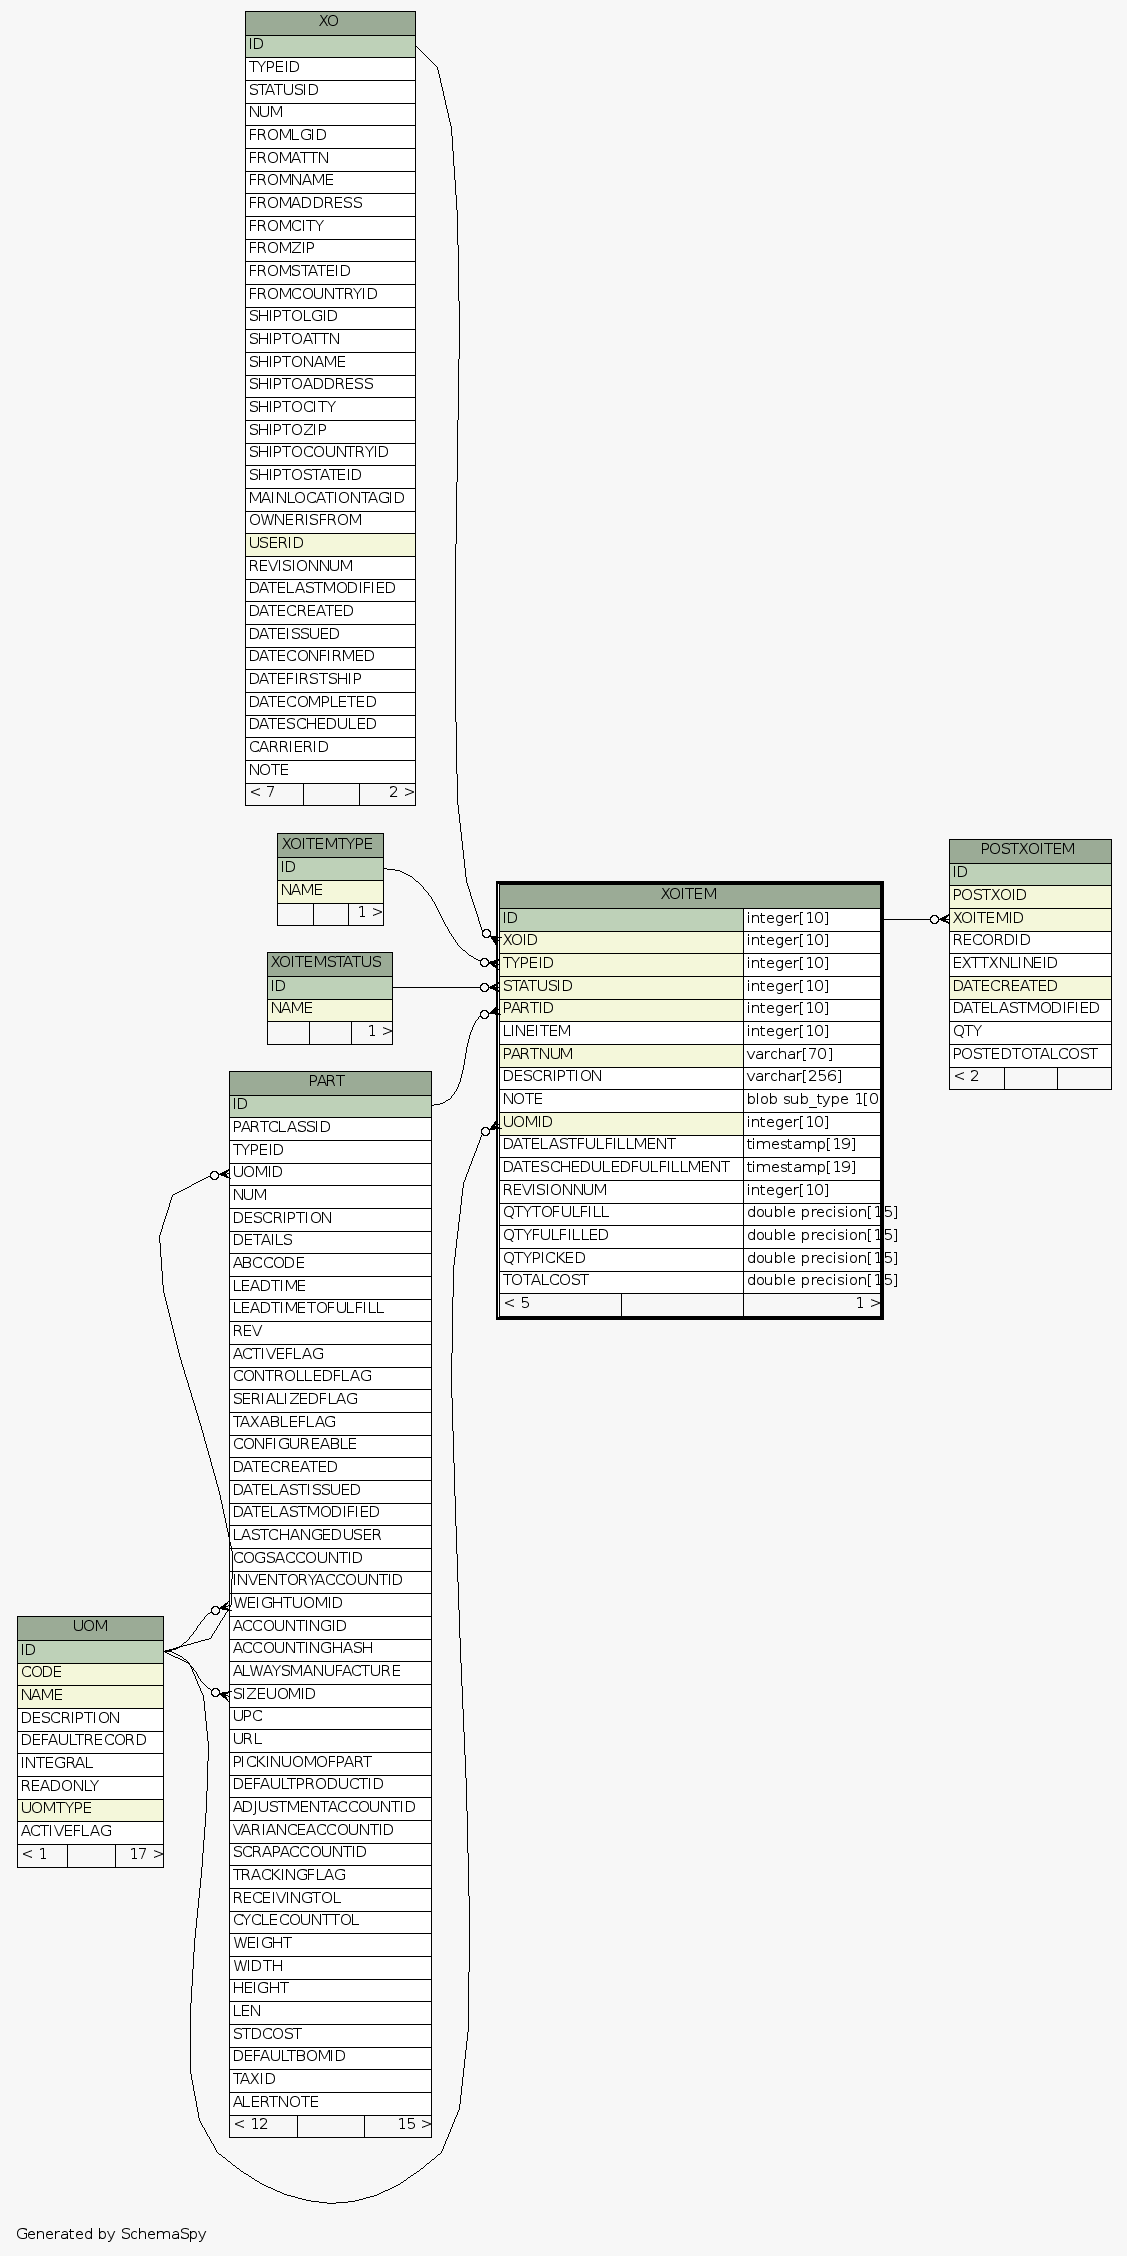 XO
ID
TYPEID
STATUSID
NUM
FROMLGID
FROMATTN
FROMNAME
FROMADDRESS
FROMCITY
FROMZIP
FROMSTATEID
FROMCOUNTRYID
SHIPTOLGID
SHIPTOATTN
SHIPTONAME
SHIPTOADDRESS
SHIPTOCITY
SHIPTOZIP
SHIPTOCOUNTRYID
SHIPTOSTATEID
MAINLOCATIONTAGID
OWNERISFROM
USERID
REVISIONNUM
DATELASTMODIFIED
DATECREATED
DATEISSUED
DATECONFIRMED
DATEFIRSTSHIP
DATECOMPLETED
DATESCHEDULED
CARRIERID
NOTE
< 7 2 >
XOITEMTYPE
ID
NAME
1 >
XOITEMSTATUS
ID
NAME
1 >
PART
ID
PARTCLASSID
TYPEID
UOMID
NUM
DESCRIPTION
DETAILS
ABCCODE
LEADTIME
LEADTIMETOFULFILL
REV
ACTIVEFLAG
CONTROLLEDFLAG
SERIALIZEDFLAG
TAXABLEFLAG
CONFIGUREABLE
DATECREATED
DATELASTISSUED
DATELASTMODIFIED
LASTCHANGEDUSER
COGSACCOUNTID
INVENTORYACCOUNTID
WEIGHTUOMID
ACCOUNTINGID
ACCOUNTINGHASH
ALWAYSMANUFACTURE
SIZEUOMID
UPC
URL
PICKINUOMOFPART
DEFAULTPRODUCTID
ADJUSTMENTACCOUNTID
VARIANCEACCOUNTID
SCRAPACCOUNTID
TRACKINGFLAG
RECEIVINGTOL
CYCLECOUNTTOL
WEIGHT
WIDTH
HEIGHT
LEN
STDCOST
DEFAULTBOMID
TAXID
ALERTNOTE
< 12 15 >
UOM
ID
CODE
NAME
DESCRIPTION
DEFAULTRECORD
INTEGRAL
READONLY
UOMTYPE
ACTIVEFLAG
< 1 17 >
XOITEM
ID integer[10]
XOID integer[10]
TYPEID integer[10]
STATUSID integer[10]
PARTID integer[10]
LINEITEM integer[10]
PARTNUM varchar[70]
DESCRIPTION varchar[256]
NOTE blob sub_type 1[0
UOMID integer[10]
DATELASTFULFILLMENT timestamp[19]
DATESCHEDULEDFULFILLMENT timestamp[19]
REVISIONNUM integer[10]
QTYTOFULFILL double precision[15]
QTYFULFILLED double precision[15]
QTYPICKED double precision[15]
TOTALCOST double precision[15]
< 5 1 >
POSTXOITEM
ID
POSTXOID
XOITEMID
RECORDID
EXTTXNLINEID
DATECREATED
DATELASTMODIFIED
QTY
POSTEDTOTALCOST
< 2
Generated by SchemaSpy